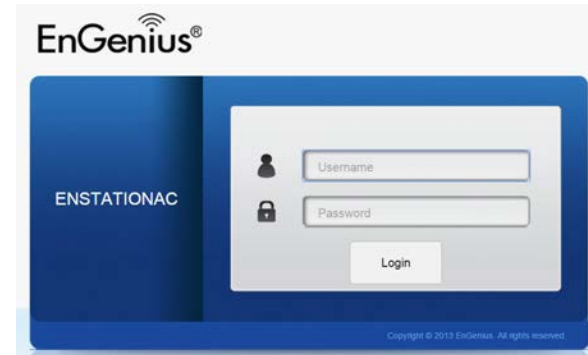 EnGenius®
ENSTATIONAC
Username
Password
Login
Copyright © 2013 EnGenius. All rights reserved